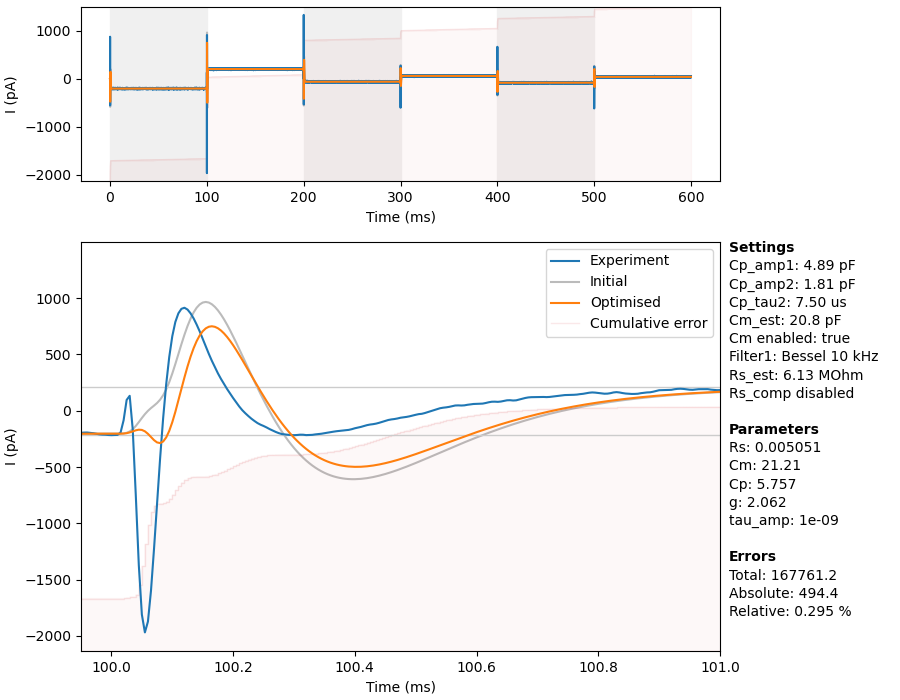 1000
0
−1000
−2000
I (pA)
0 100 200 300 400 500 600
Time (ms)
Experiment
Initial
Optimised
Cumulative error
1000
500
0
−500
−1000
−1500
−2000
I (pA)
100.0 100.2 100.4 100.6 100.8 101.0
Time (ms)
Settings
Cp_amp1: 4.89 pF
Cp_amp2: 1.81 pF
Cp_tau2: 7.50 us
Cm_est: 20.8 pF
Cm enabled: true
Filter1: Bessel 10 kHz
Rs_est: 6.13 MOhm
Rs_comp disabled
Parameters
Rs: 0.005051
Cm: 21.21
Cp: 5.757
g: 2.062
tau_amp: 1e-09
Errors
Total: 167761.2
Absolute: 494.4
Relative: 0.295 %